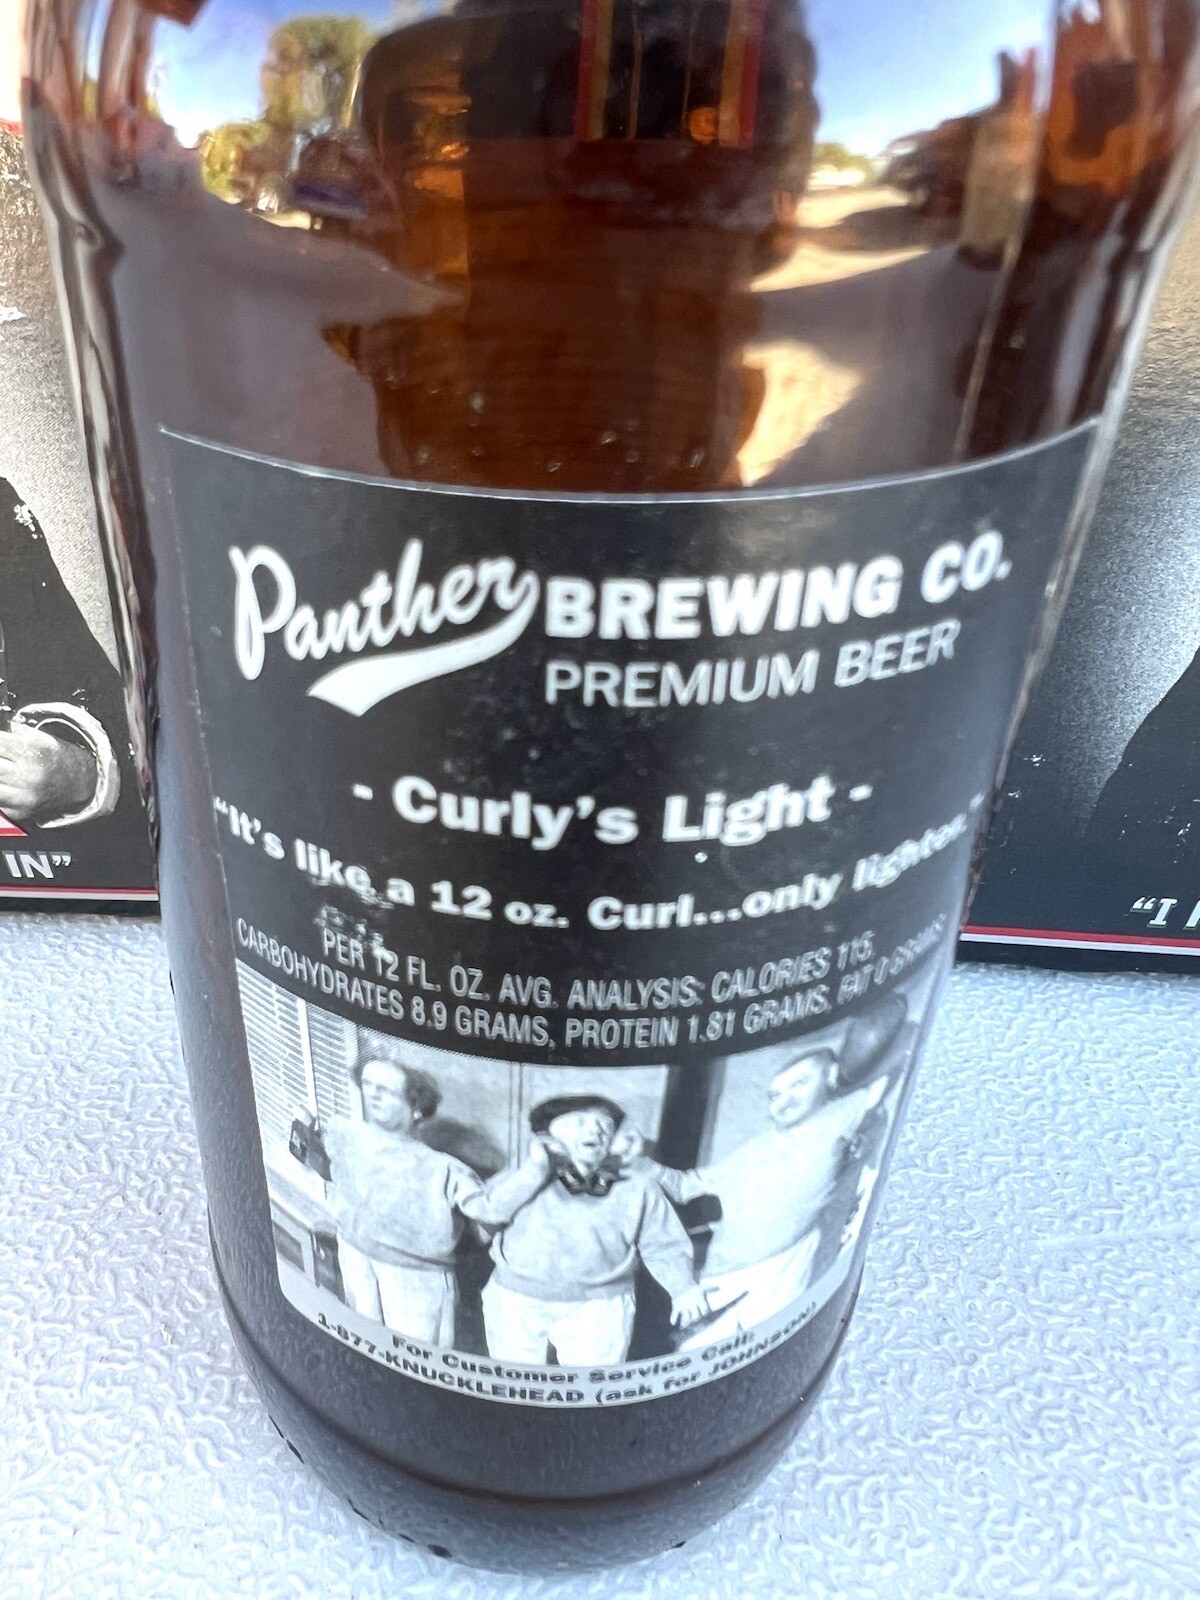 Panther BREWING CO.
PREMIUM BEER
- Curly's Light -
"It's like a 12 oz. Curl...only lighter."
PER 12 FL. OZ. AVG. ANALYSIS: CALORIES 115
CARBOHYDRATES 8.9 GRAMS, PROTEIN 1.81 GRAMS, FAT 0 GRAMS
For Customer Service Call:
1-877-KNUCKLEHEAD (ask for JOHNSON)
IN"
"I